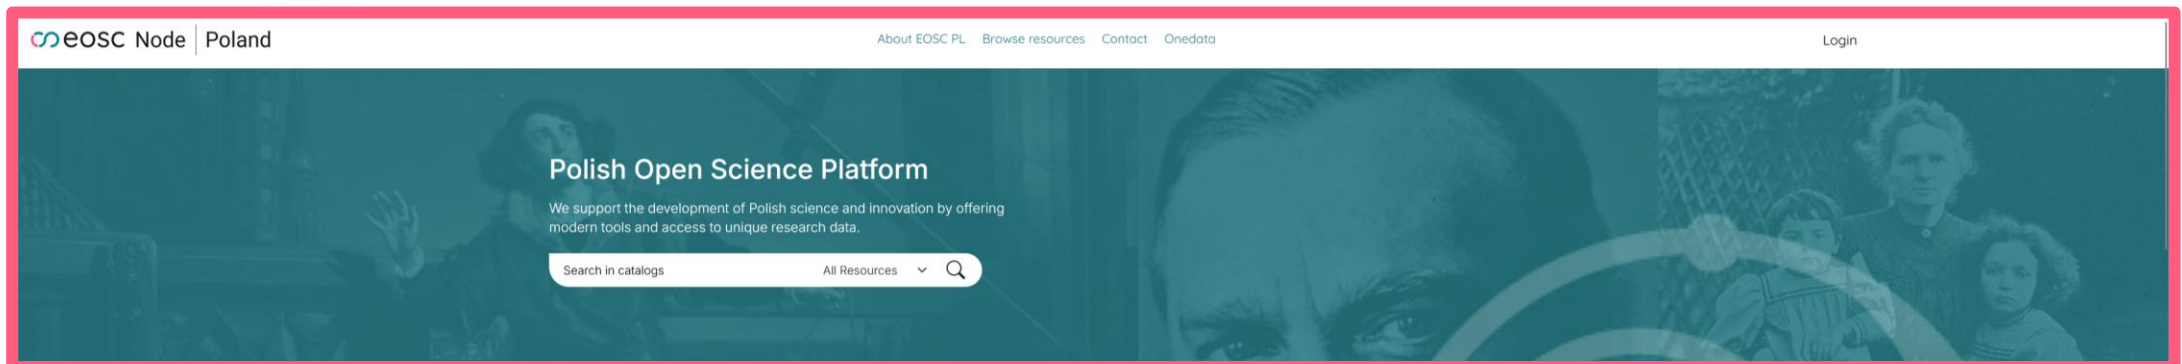 eosc Node | Poland
About EOSC PL Browse resources Contact Onedata
Login
Polish Open Science Platform
We support the development of Polish science and innovation by offering
modern tools and access to unique research data.
Search in catalogs All Resources